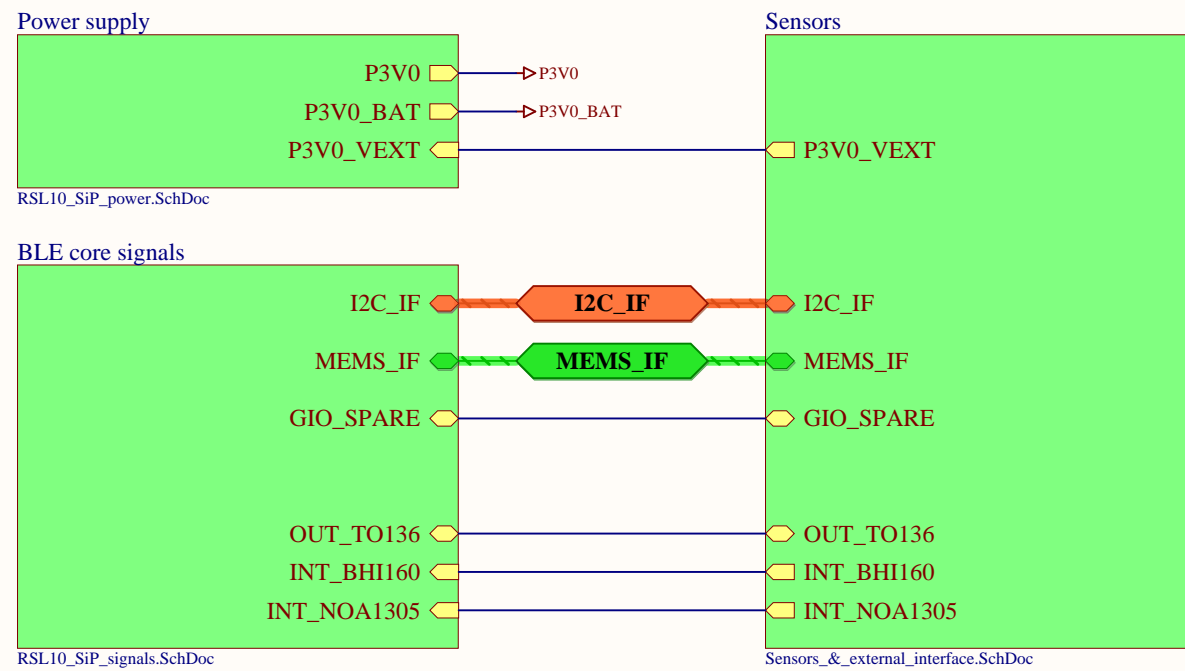 Power supply
P3V0
P3V0
P3V0_BAT
P3V0_BAT
P3V0_VEXT
RSL10_SiP_power.SchDoc
BLE core signals
I2C_IF
MEMS_IF
GIO_SPARE
OUT_TO136
INT_BHI160
INT_NOA1305
RSL10_SiP_signals.SchDoc
I2C_IF
MEMS_IF
Sensors
P3V0_VEXT
I2C_IF
MEMS_IF
GIO_SPARE
OUT_TO136
INT_BHI160
INT_NOA1305
Sensors_&_external_interface.SchDoc